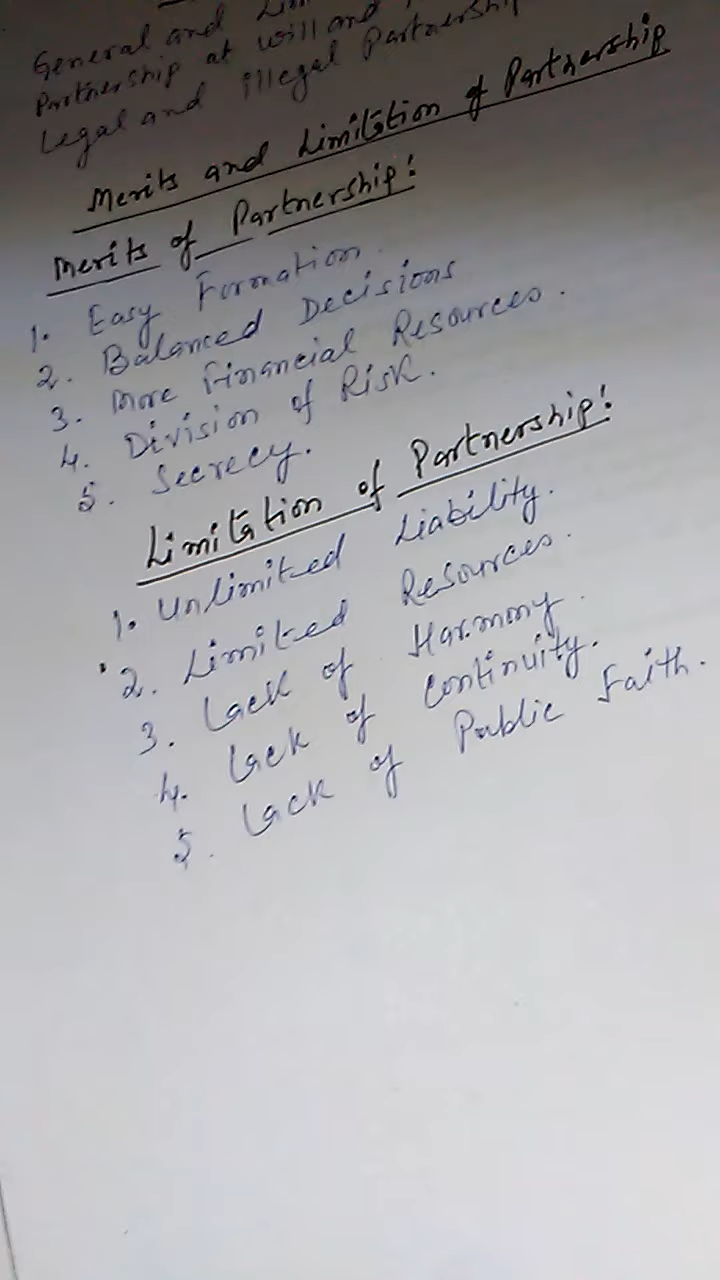 General and
Partnership at will and
Legal and illegal Partnership
Merits and Limitation of Partnership
Merits of Partnership:
1. Easy Formation.
2. Balanced Decisions
3. More Financial Resources.
4. Division of Risk.
5. Secrecy.
Limitation of Partnership:
1. Unlimited Liability.
2. Limited Resources.
3. Lack of Harmony.
4. Lack of Continuity.
5. Lack of Public Faith.